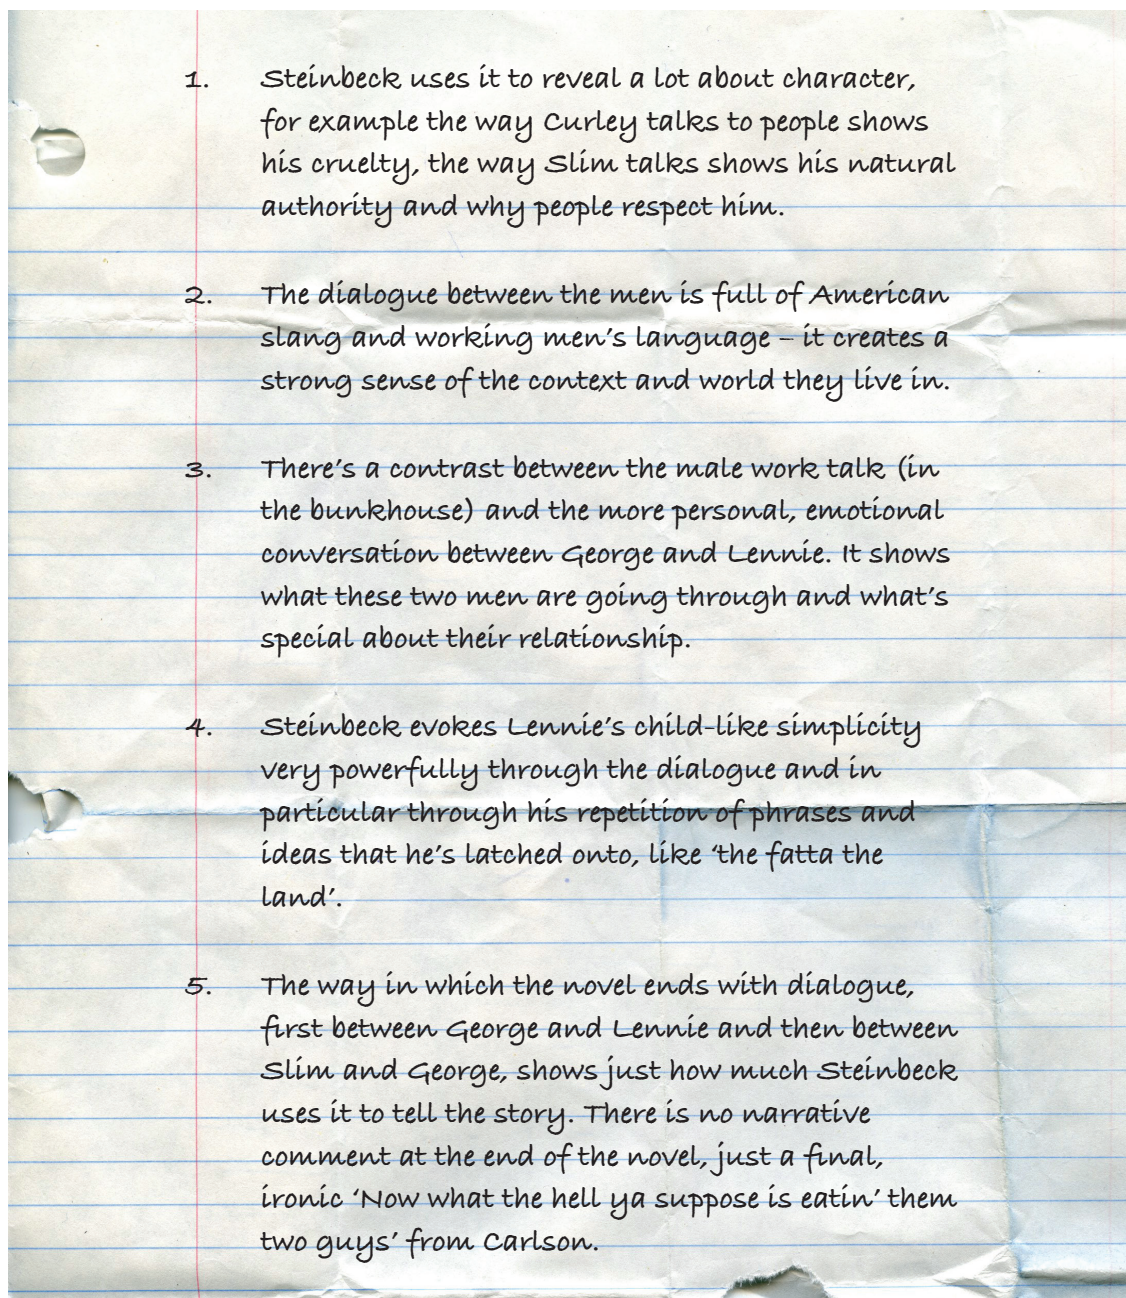 1. Steinbeck uses it to reveal a lot about character,
for example the way Curley talks to people shows
his cruelty, the way Slim talks shows his natural
authority and why people respect him.
2. The dialogue between the men is full of American
slang and working men's language – it creates a
strong sense of the context and world they live in.
3. There's a contrast between the male work talk (in
the bunkhouse) and the more personal, emotional
conversation between George and Lennie. It shows
what these two men are going through and what's
special about their relationship.
4. Steinbeck evokes Lennie's child-like simplicity
very powerfully through the dialogue and in
particular through his repetition of phrases and
ideas that he's latched onto, like 'the fatta the
land'.
5. The way in which the novel ends with dialogue,
first between George and Lennie and then between
Slim and George, shows just how much Steinbeck
uses it to tell the story. There is no narrative
comment at the end of the novel, just a final,
ironic 'Now what the hell ya suppose is eatin' them
two guys' from Carlson.